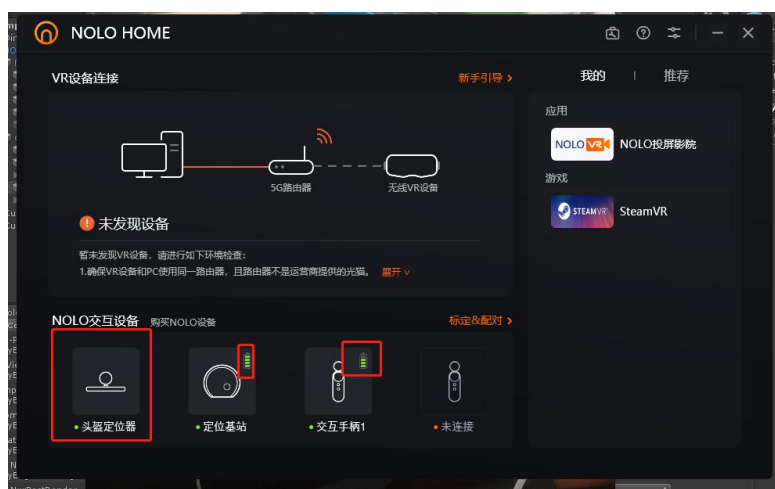 NOLO HOME
VR设备连接
新手引导 >
我的
推荐
5G路由器
无线VR设备
未发现设备
暂未发现VR设备，请进行如下环境检查：
1.确保VR设备和PC使用同一路由器，且路由器不是运营商提供的光猫。 展开
应用
NOLO VR
NOLO投屏影院
游戏
STEAMVR
SteamVR
NOLO交互设备 购买NOLO设备
标定&配对 >
头盔定位器
定位基站
交互手柄1
未连接